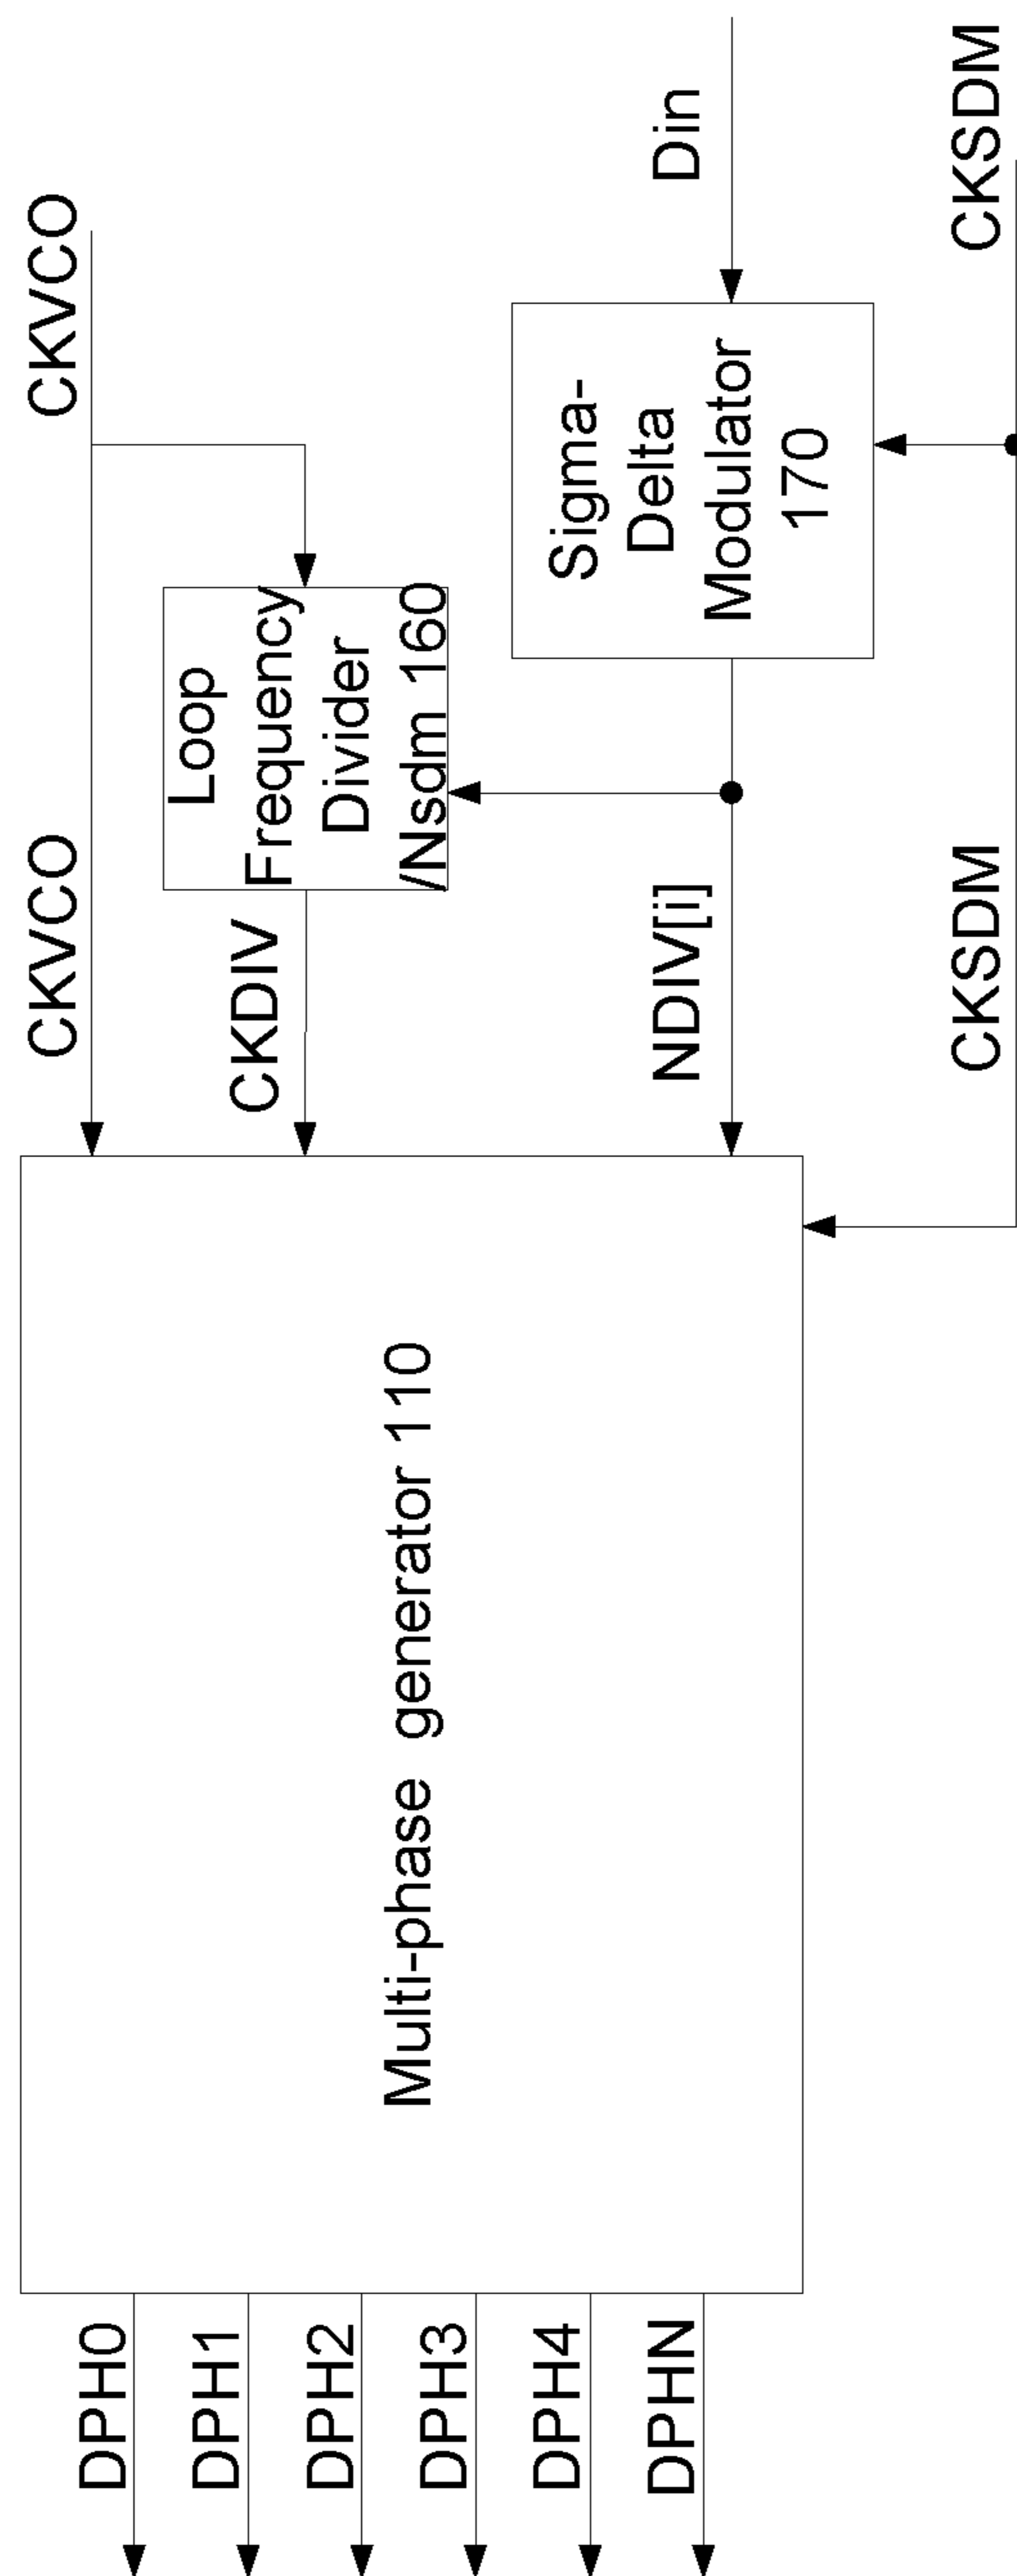 CKVCO
CKVCO
Loop
Frequency
Divider
/Nsdm 160
CKDIV
Din
Sigma-
Delta
Modulator
170
NDIV[i]
CKSDM
CKSDM
Multi-phase generator 110
DPH0
DPH1
DPH2
DPH3
DPH4
DPHN